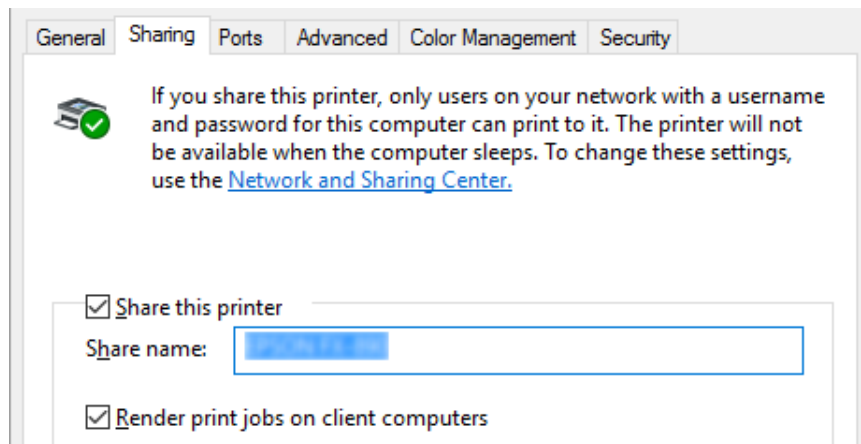 General Sharing Ports Advanced Color Management Security
If you share this printer, only users on your network with a username
and password for this computer can print to it. The printer will not
be available when the computer sleeps. To change these settings,
use the Network and Sharing Center.
Share this printer
Share name:
Render print jobs on client computers